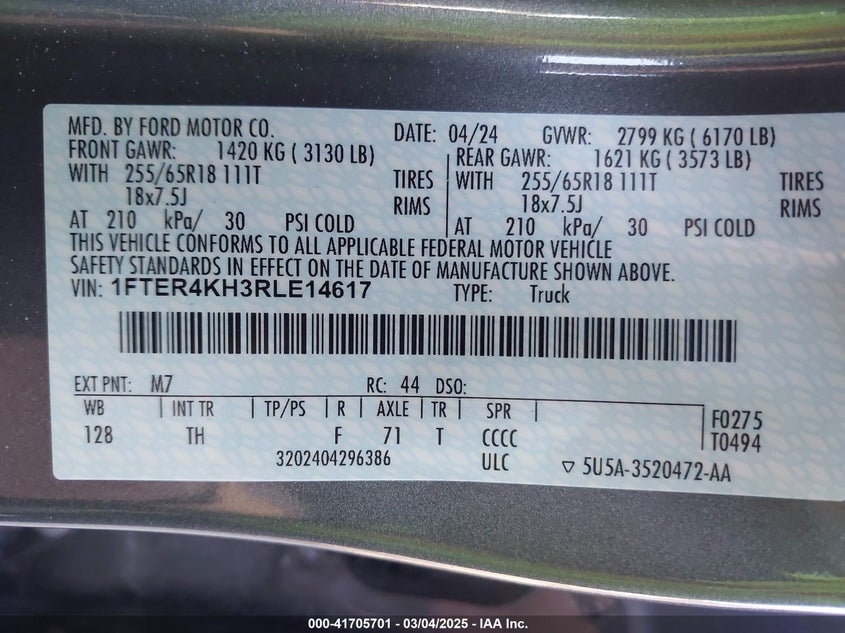 MFD. BY FORD MOTOR CO. DATE: 04/24 GVWR: 2799 KG ( 6170 LB)
FRONT GAWR: 1420 KG ( 3130 LB) REAR GAWR: 1621 KG ( 3573 LB)
WITH 255/65R18 111T TIRES WITH 255/65R18 111T TIRES
18x7.5J RIMS 18x7.5J RIMS
AT 210 kPa/ 30 PSI COLD AT 210 kPa/ 30 PSI COLD
THIS VEHICLE CONFORMS TO ALL APPLICABLE FEDERAL MOTOR VEHICLE
SAFETY STANDARDS IN EFFECT ON THE DATE OF MANUFACTURE SHOWN ABOVE.
VIN: 1FTER4KH3RLE14617 TYPE: Truck
EXT PNT: M7 RC: 44 DSO:
WB INT TR TP/PS R AXLE TR SPR F0275
128 TH F 71 T CCCC T0494
3202404296386 ULC ▽ 5U5A-3520472-AA
000-41705701 - 03/04/2025 - IAA Inc.